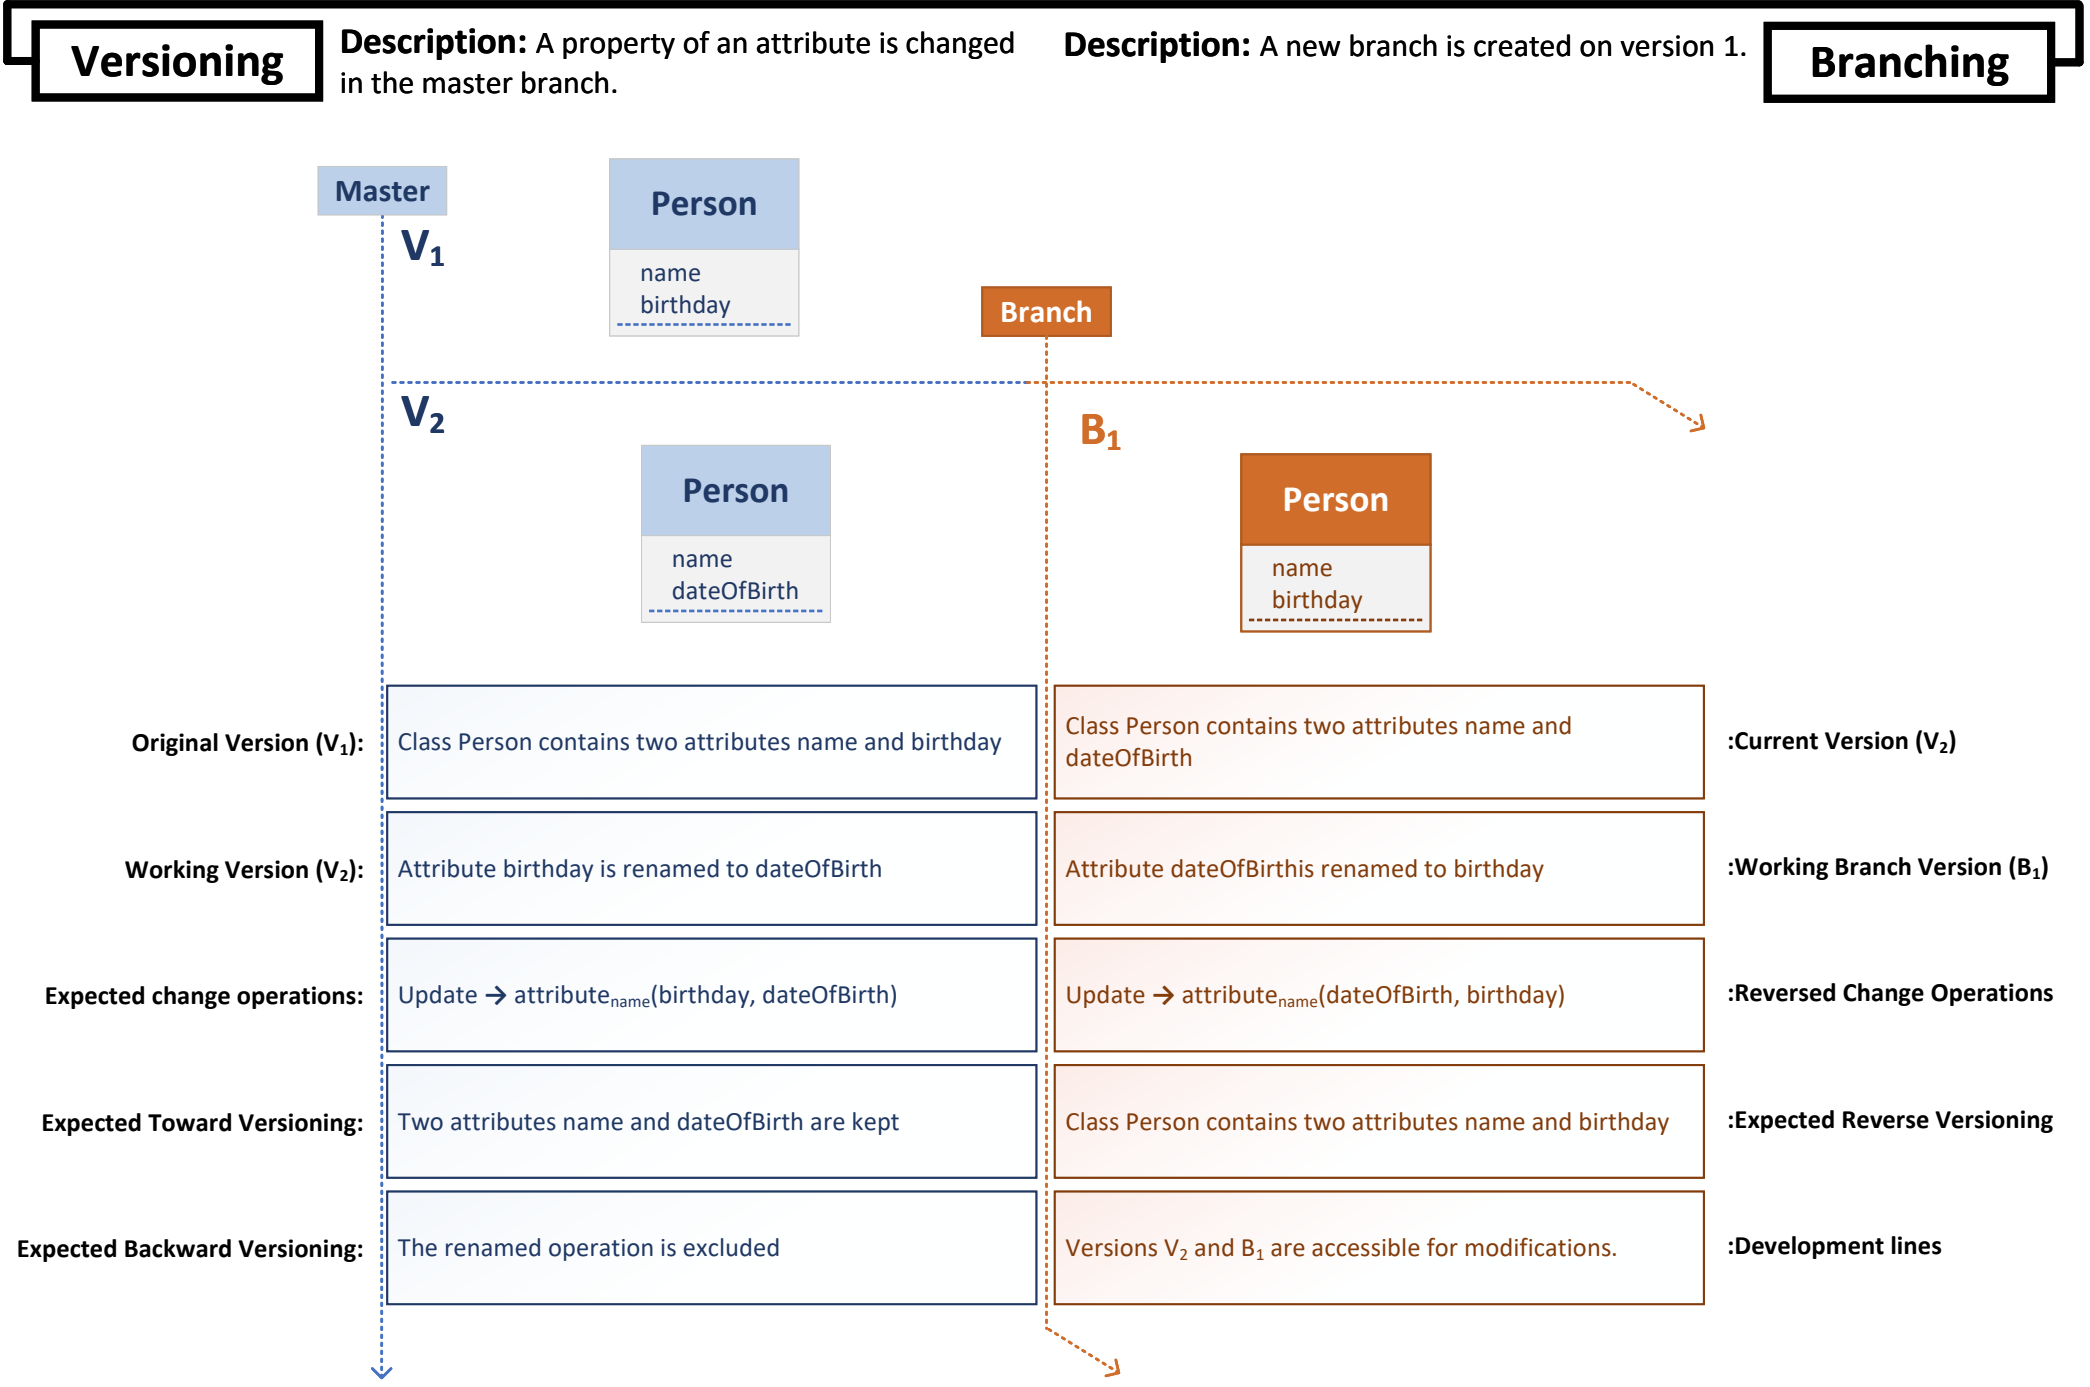 Versioning
Description: A property of an attribute is changed
in the master branch.
Description: A new branch is created on version 1.
Branching
Master
V₁
Person
name
birthday
Branch
V₂
B₁
Person
name
dateOfBirth
Person
name
birthday
Original Version (V₁):
Class Person contains two attributes name and birthday
Class Person contains two attributes name and
dateOfBirth
:Current Version (V₂)
Working Version (V₂):
Attribute birthday is renamed to dateOfBirth
Attribute dateOfBirthis renamed to birthday
:Working Branch Version (B₁)
Expected change operations:
Update → attribute_name(birthday, dateOfBirth)
Update → attribute_name(dateOfBirth, birthday)
:Reversed Change Operations
Expected Toward Versioning:
Two attributes name and dateOfBirth are kept
Class Person contains two attributes name and birthday
:Expected Reverse Versioning
Expected Backward Versioning:
The renamed operation is excluded
Versions V₂ and B₁ are accessible for modifications.
:Development lines